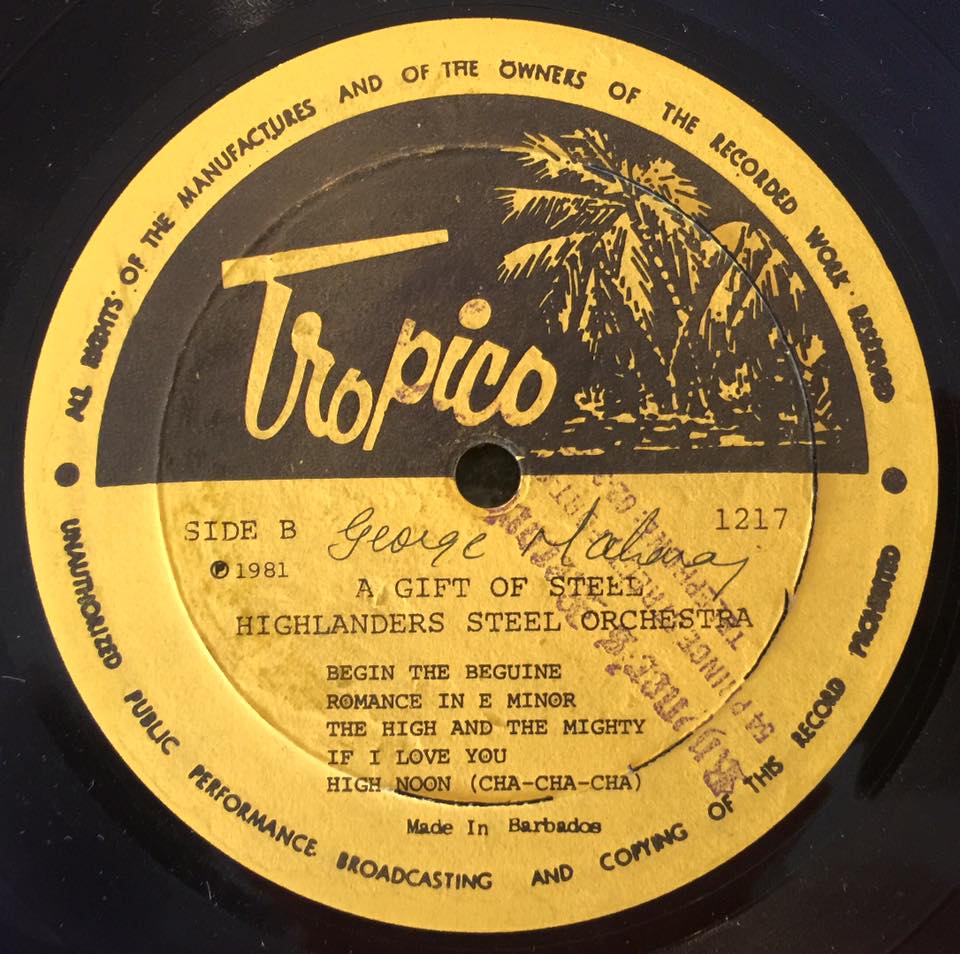 ALL RIGHTS OF THE MANUFACTURES AND OF THE OWNERS OF THE RECORDED WORK RESERVED
Tropico
SIDE B
George Maharaj
1217
℗ 1981
A GIFT OF STEEL
HIGHLANDERS STEEL ORCHESTRA
BEGIN THE BEGUINE
ROMANCE IN E MINOR
THE HIGH AND THE MIGHTY
IF I LOVE YOU
HIGH NOON (CHA-CHA-CHA)
Made In Barbados
UNAUTHORIZED PUBLIC PERFORMANCE BROADCASTING AND COPYING OF THIS RECORD PROHIBITED